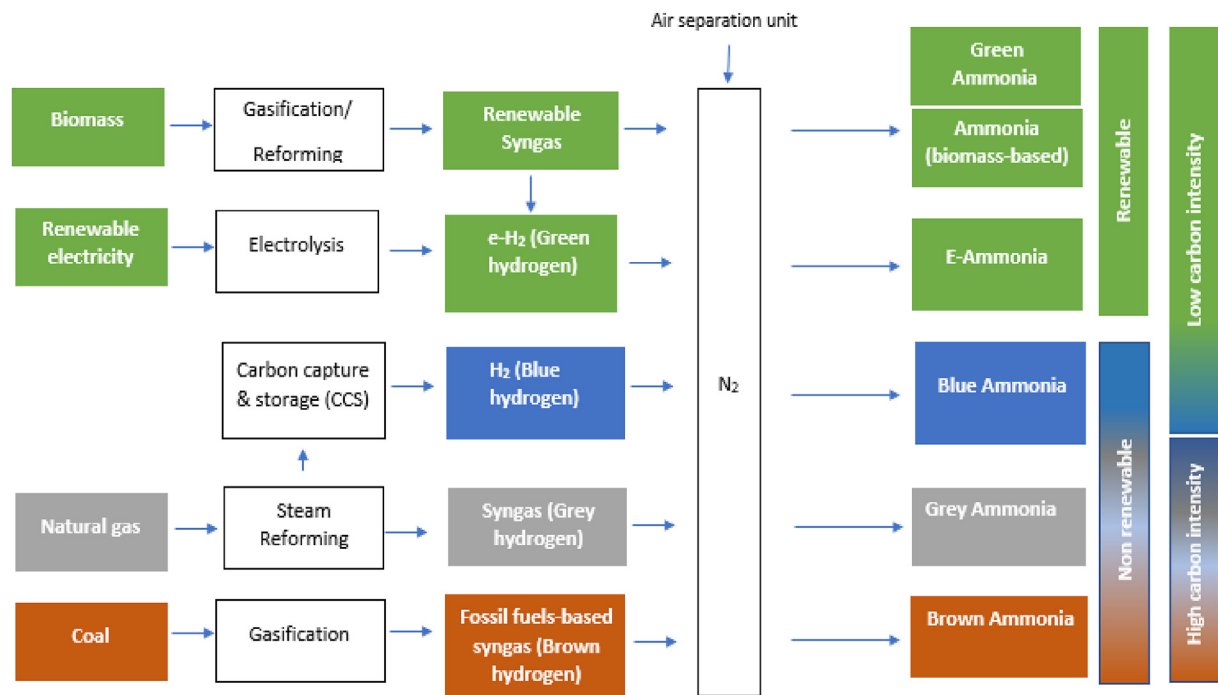 Air separation unit
Biomass
Gasification/
Reforming
Renewable
Syngas
Green
Ammonia
Ammonia
(biomass-based)
Renewable
electricity
Electrolysis
e-H₂ (Green
hydrogen)
E-Ammonia
Renewable
Low carbon intensity
Carbon capture
& storage (CCS)
H₂ (Blue
hydrogen)
N₂
Blue Ammonia
Natural gas
Steam
Reforming
Syngas (Grey
hydrogen)
Grey Ammonia
Non renewable
High carbon intensity
Coal
Gasification
Fossil fuels-based
syngas (Brown
hydrogen)
Brown Ammonia